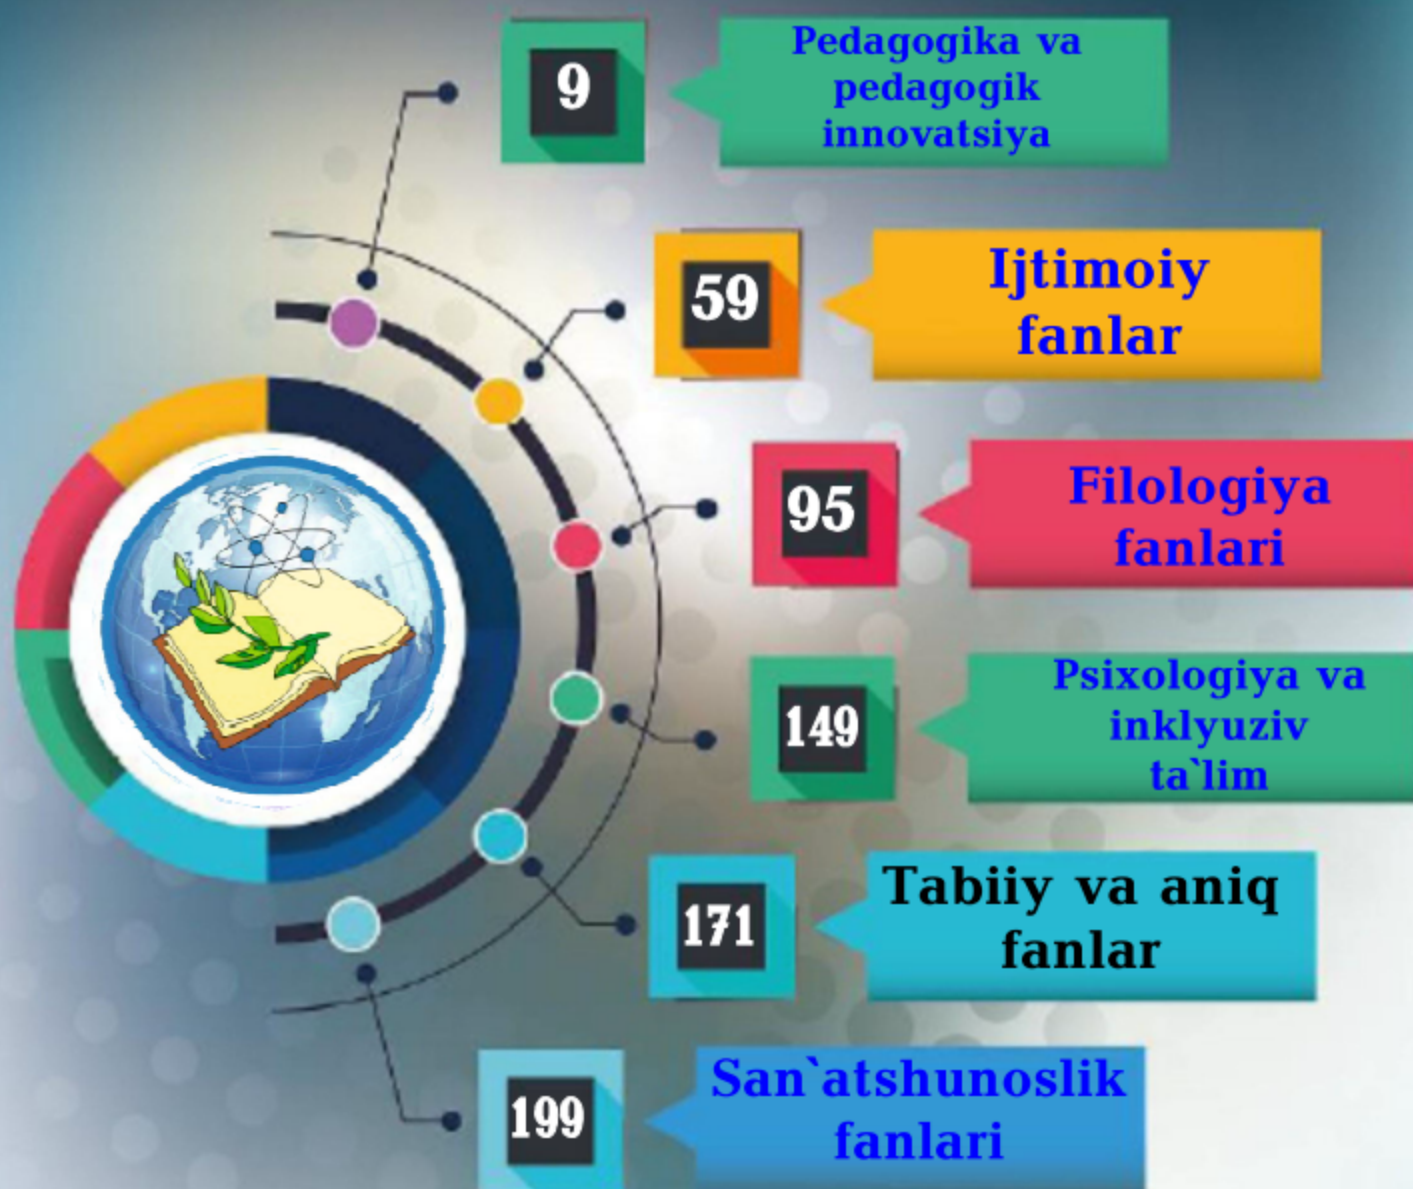 9
Pedagogika va
pedagogik
innovatsiya
59
Ijtimoiy
fanlar
95
Filologiya
fanlari
149
Psixologiya va
inklyuziv
ta`lim
171
Tabiiy va aniq
fanlar
199
San`atshunoslik
fanlari